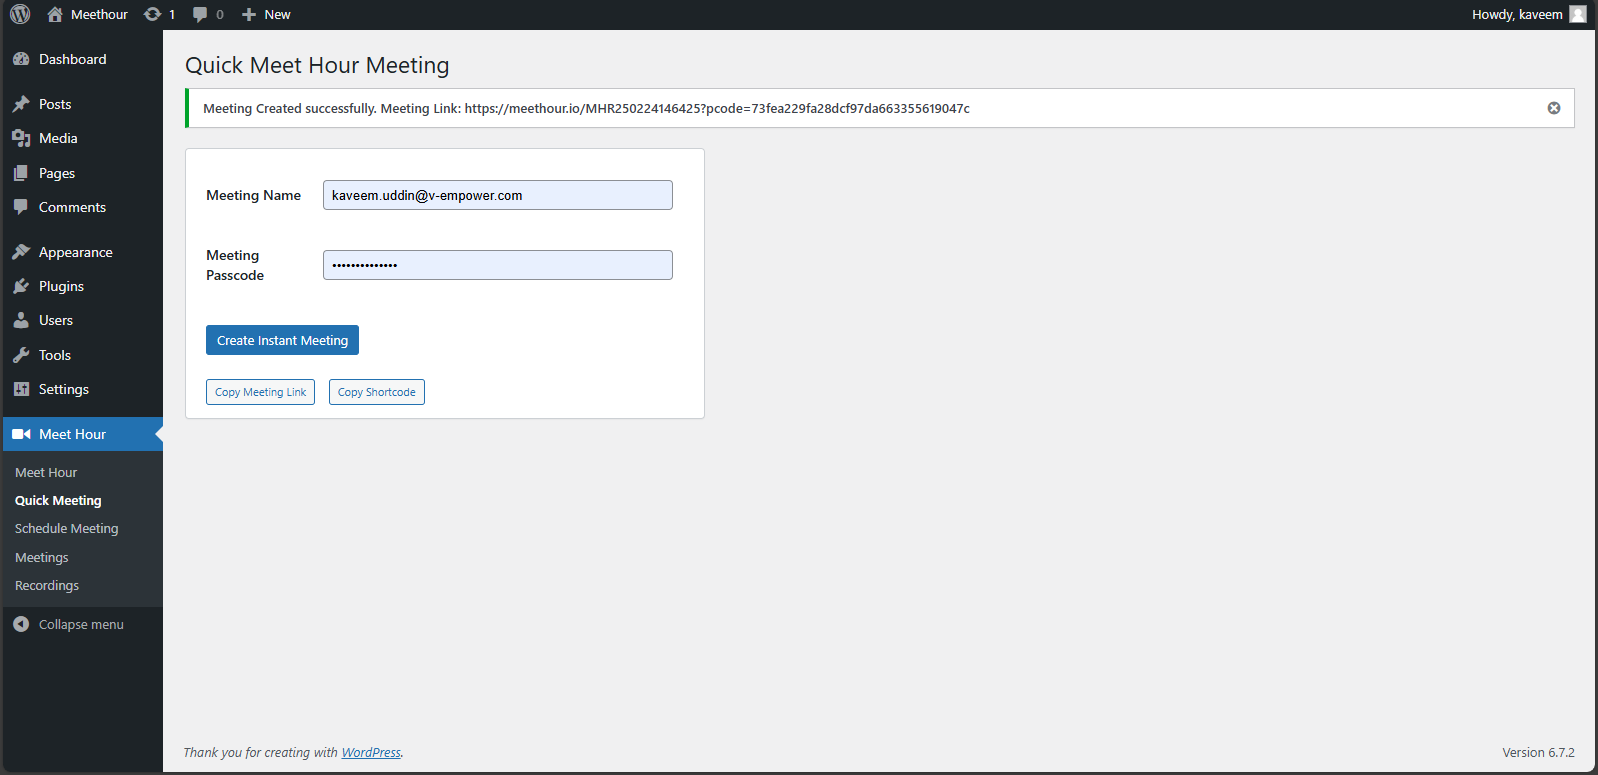 Meethour
1
0
New
Howdy, kaveem
Dashboard
Posts
Media
Pages
Comments
Appearance
Plugins
Users
Tools
Settings
Meet Hour
Meet Hour
Quick Meeting
Schedule Meeting
Meetings
Recordings
Collapse menu
Quick Meet Hour Meeting
Meeting Created successfully. Meeting Link: https://meethour.io/MHR250224146425?pcode=73fea229fa28dcf97da663355619047c
Meeting Name
kaveem.uddin@v-empower.com
Meeting
Passcode
••••••••••••••
Create Instant Meeting
Copy Meeting Link
Copy Shortcode
Thank you for creating with WordPress.
Version 6.7.2